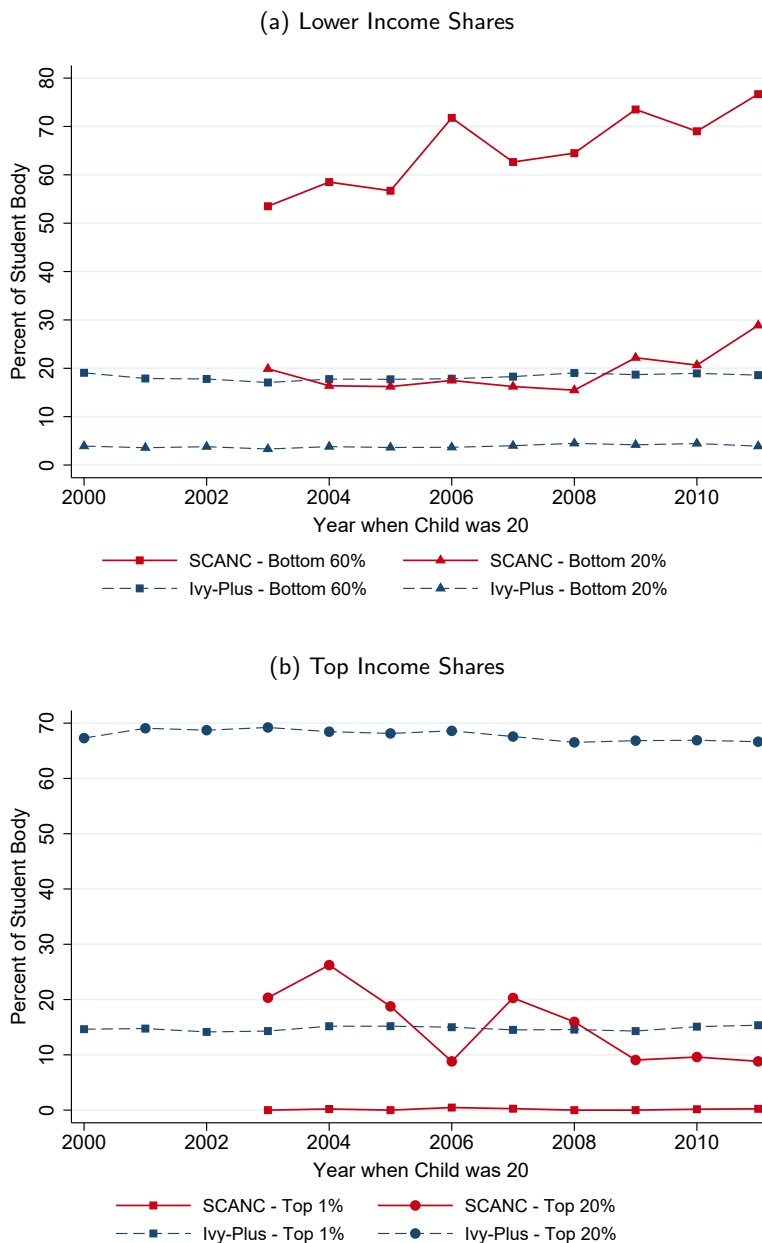 (a) Lower Income Shares
80
70
60
50
40
30
20
10
0
Percent of Student Body
2000 2002 2004 2006 2008 2010
Year when Child was 20
SCANC - Bottom 60% SCANC - Bottom 20%
Ivy-Plus - Bottom 60% Ivy-Plus - Bottom 20%
(b) Top Income Shares
70
60
50
40
30
20
10
0
Percent of Student Body
2000 2002 2004 2006 2008 2010
Year when Child was 20
SCANC - Top 1% SCANC - Top 20%
Ivy-Plus - Top 1% Ivy-Plus - Top 20%